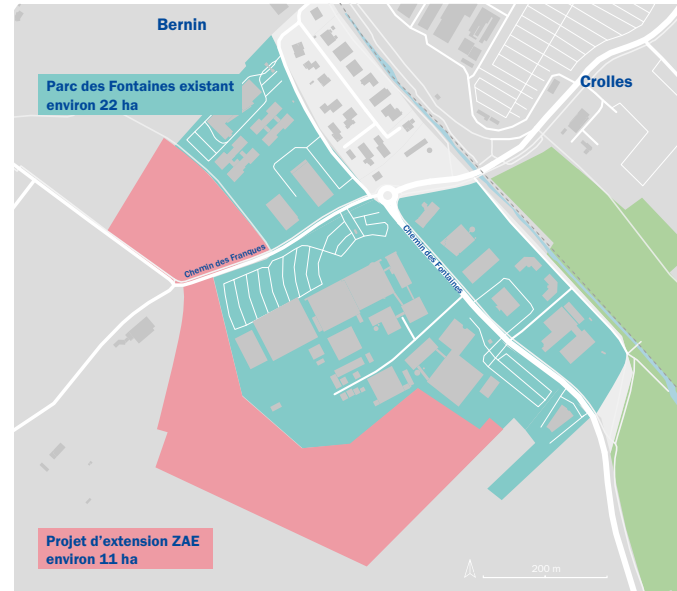 Bernin
Parc des Fontaines existant
environ 22 ha
Crolles
Chemin des Franques
Chemin des Fontaines
Projet d'extension ZAE
environ 11 ha
200 m